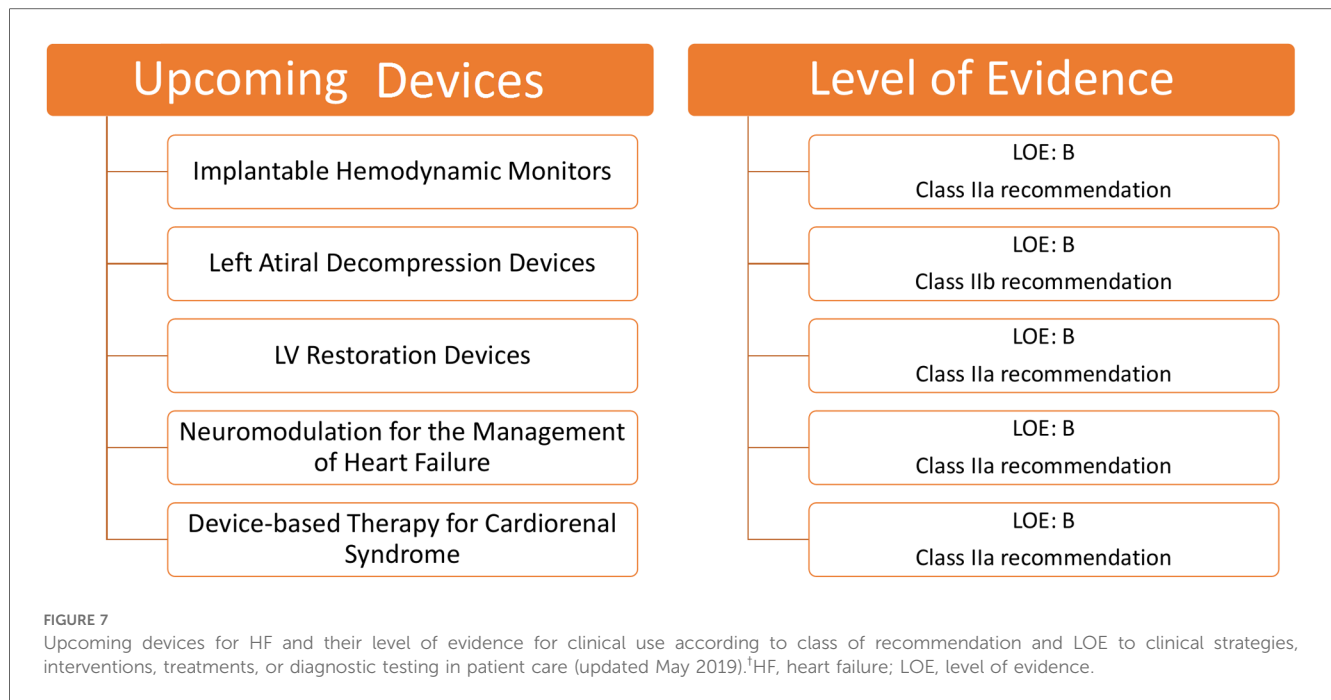 Upcoming Devices
Implantable Hemodynamic Monitors
Left Atiral Decompression Devices
LV Restoration Devices
Neuromodulation for the Management
of Heart Failure
Device-based Therapy for Cardiorenal
Syndrome
Level of Evidence
LOE: B
Class IIa recommendation
LOE: B
Class IIb recommendation
LOE: B
Class IIa recommendation
LOE: B
Class IIa recommendation
LOE: B
Class IIa recommendation
FIGURE 7
Upcoming devices for HF and their level of evidence for clinical use according to class of recommendation and LOE to clinical strategies,
interventions, treatments, or diagnostic testing in patient care (updated May 2019).†HF, heart failure; LOE, level of evidence.